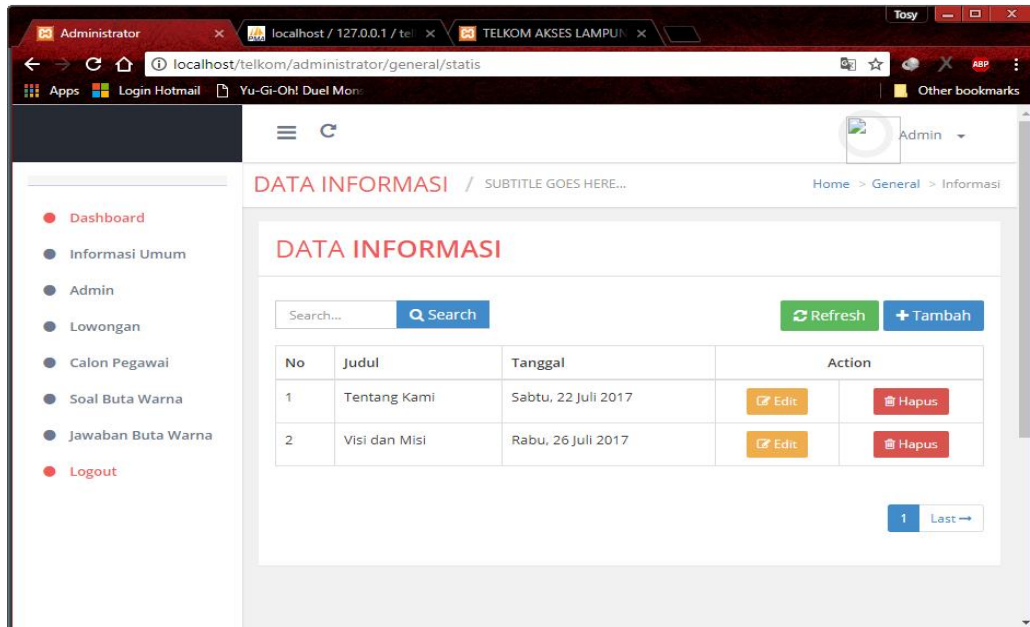 Tosy
Administrator
localhost / 127.0.0.1 / tel
TELKOM AKSES LAMPUN
localhost/telkom/administrator/general/statis
ABP
Apps Login Hotmail Yu-Gi-Oh! Duel Mons
Other bookmarks
Admin
DATA INFORMASI / SUBTITLE GOES HERE...
Home > General > Informasi
Dashboard
Informasi Umum
Admin
Lowongan
Calon Pegawai
Soal Buta Warna
Jawaban Buta Warna
Logout
DATA INFORMASI
Search... Search
Refresh Tambah
No Judul Tanggal Action
1 Tentang Kami Sabtu, 22 Juli 2017 Edit Hapus
2 Visi dan Misi Rabu, 26 Juli 2017 Edit Hapus
1 Last→